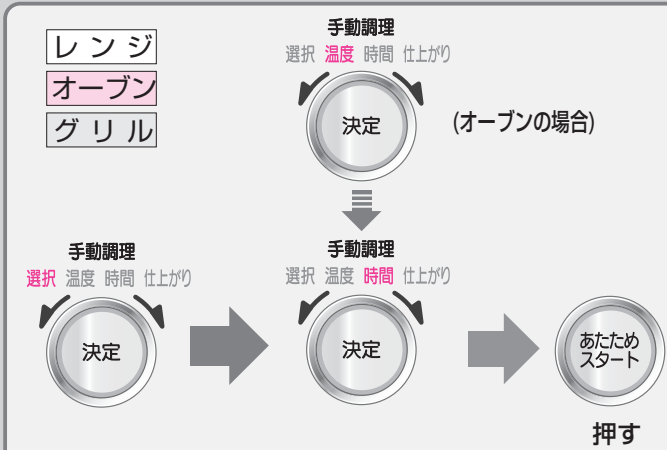 レンジ
オーブン
グリル
手動調理
選択 温度 時間 仕上がり
決定
(オーブンの場合)
手動調理
選択 温度 時間 仕上がり
決定
手動調理
選択 温度 時間 仕上がり
決定
あたため
スタート
押す